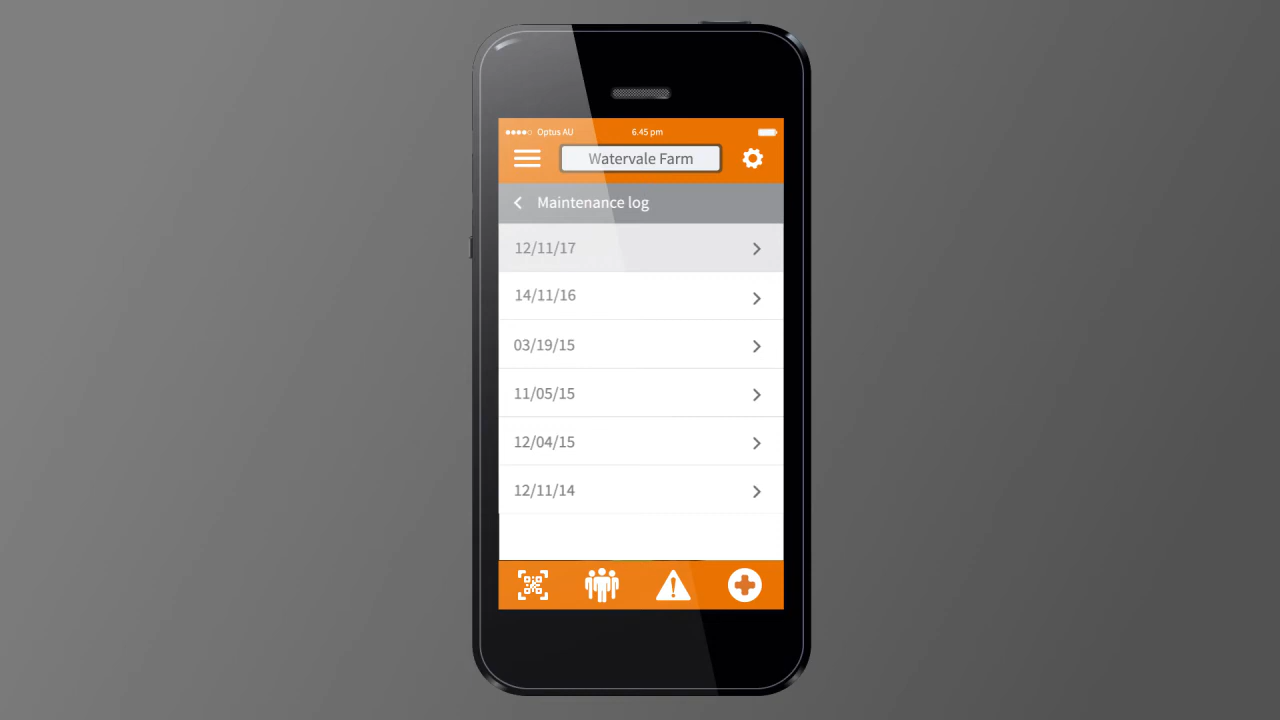 Optus AU 6.45 pm
Watervale Farm
Maintenance log
12/11/17
14/11/16
03/19/15
11/05/15
12/04/15
12/11/14